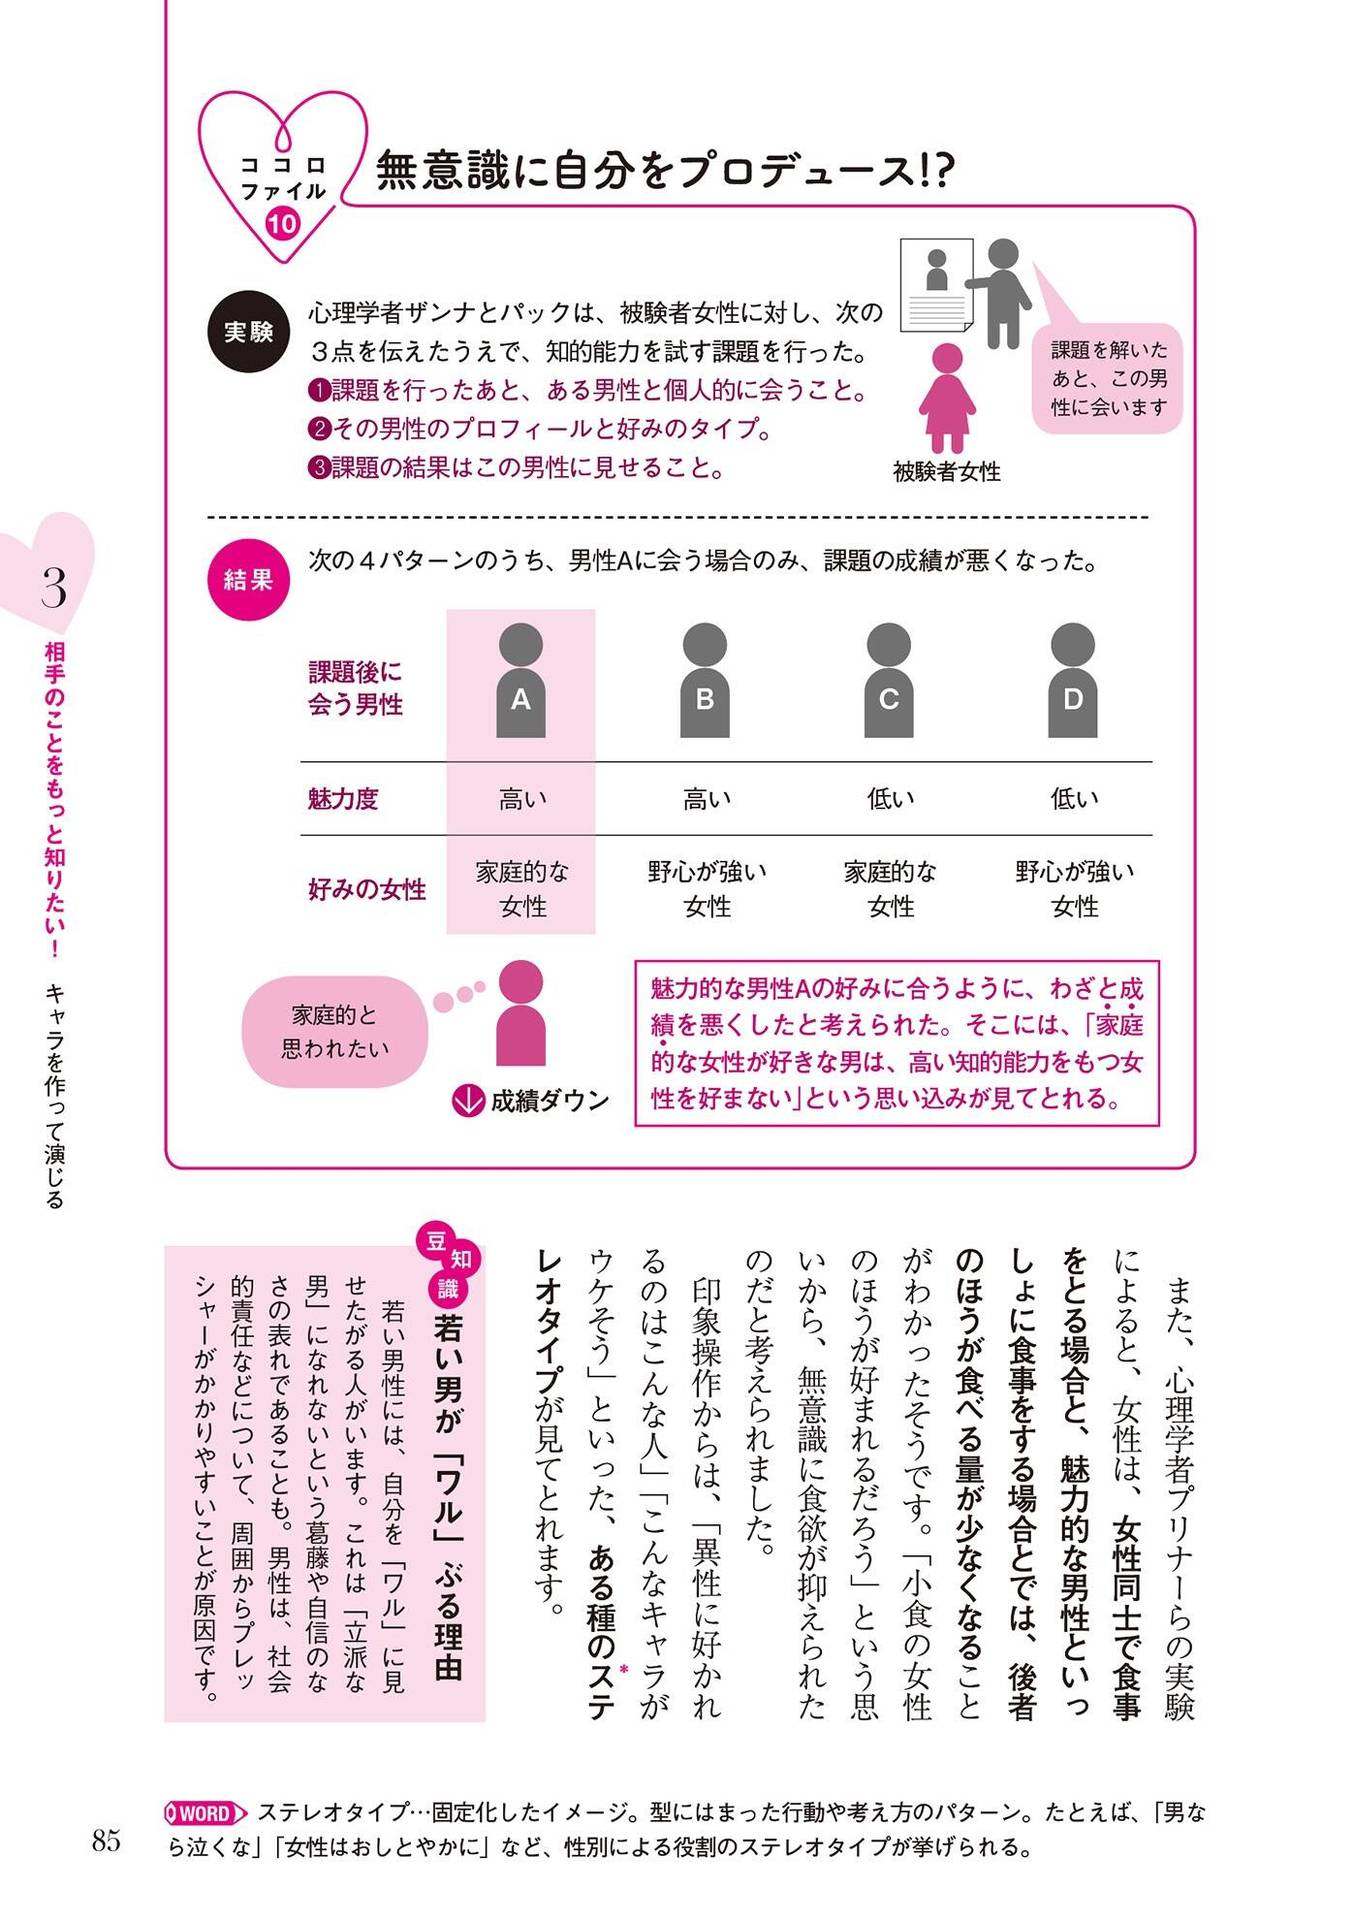 ココロ
ファイル
10
無意識に自分をプロデュース!?
実験
心理学者ザンナとパックは、被験者女性に対し、次の
３点を伝えたうえで、知的能力を試す課題を行った。
❶課題を行ったあと、ある男性と個人的に会うこと。
❷その男性のプロフィールと好みのタイプ。
❸課題の結果はこの男性に見せること。
課題を解いた
あと、この男
性に会います
被験者女性
結果
次の４パターンのうち、男性Aに会う場合のみ、課題の成績が悪くなった。
課題後に
会う男性
A
B
C
D
魅力度
高い
高い
低い
低い
好みの女性
家庭的な
女性
野心が強い
女性
家庭的な
女性
野心が強い
女性
家庭的と
思われたい
成績ダウン
魅力的な男性Aの好みに合うように、わざと成
績を悪くしたと考えられた。そこには、「家庭
的な女性が好きな男は、高い知的能力をもつ女
性を好まない」という思い込みが見てとれる。
また、心理学者プリナーらの実験
によると、女性は、女性同士で食事
をとる場合と、魅力的な男性といっ
しょに食事をする場合とでは、後者
のほうが食べる量が少なくなること
がわかったそうです。「小食の女性
のほうが好まれるだろう」という思
いから、無意識に食欲が抑えられた
のだと考えられました。
印象操作からは、「異性に好かれ
るのはこんな人」「こんなキャラが
ウケそう」といった、ある種のステ
レオタイプが見てとれます。
*
豆知識
若い男が「ワル」ぶる理由
若い男性には、自分を「ワル」に見
せたがる人がいます。これは「立派な
男」になれないという葛藤や自信のな
さの表れであることも。男性は、社会
的責任などについて、周囲からプレッ
シャーがかかりやすいことが原因です。
WORD ステレオタイプ…固定化したイメージ。型にはまった行動や考え方のパターン。たとえば、「男な
ら泣くな」「女性はおしとやかに」など、性別による役割のステレオタイプが挙げられる。
3
相手のことをもっと知りたい！ キャラを作って演じる
85